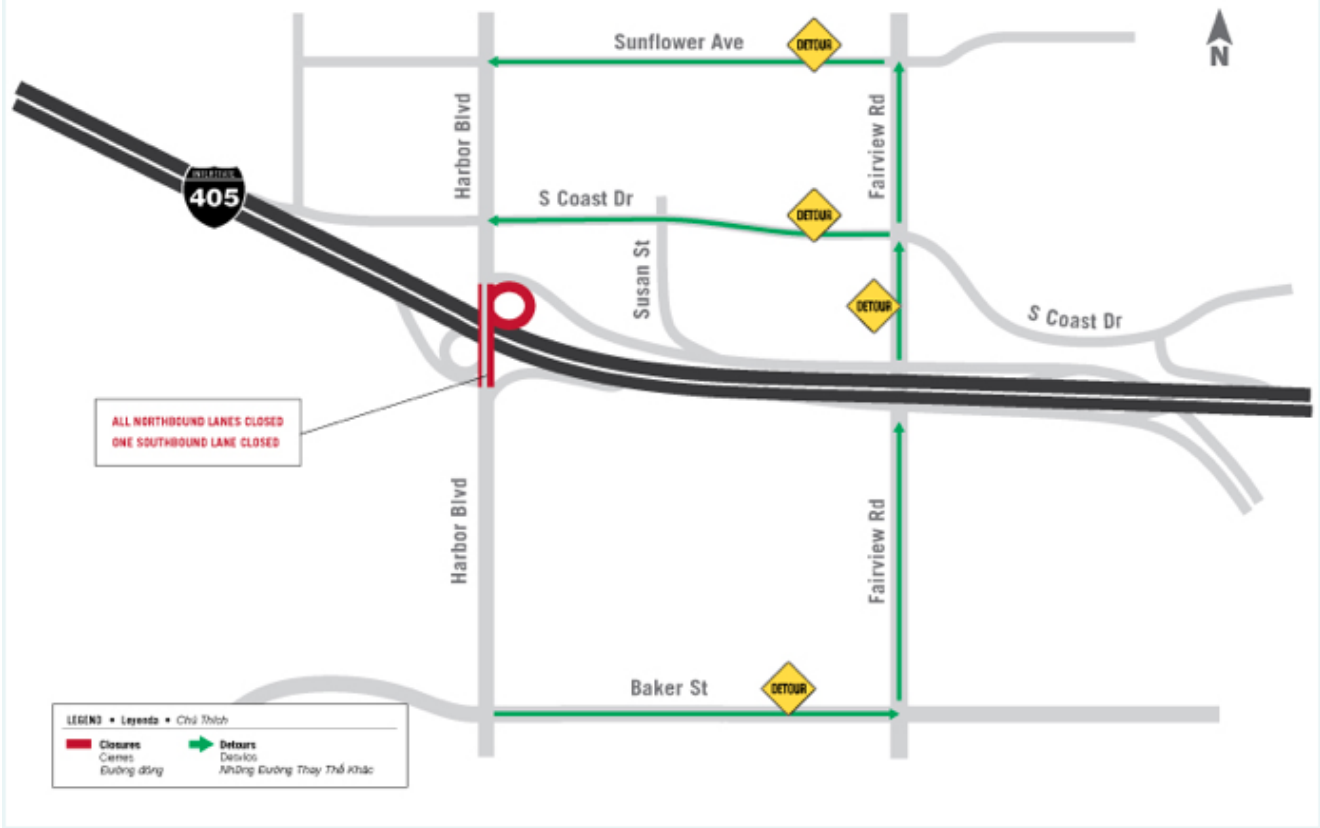 Sunflower Ave
DETOUR
N
Harbor Blvd
Fairview Rd
INTERSTATE
405
S Coast Dr
DETOUR
Susan St
DETOUR
S Coast Dr
ALL NORTHBOUND LANES CLOSED
ONE SOUTHBOUND LANE CLOSED
Harbor Blvd
Fairview Rd
Baker St
DETOUR
LEGEND • Leyenda • Chú Thích
Closures
Cierres
Đường đóng
Detours
Desvíos
Những Đường Thay Thế Khác